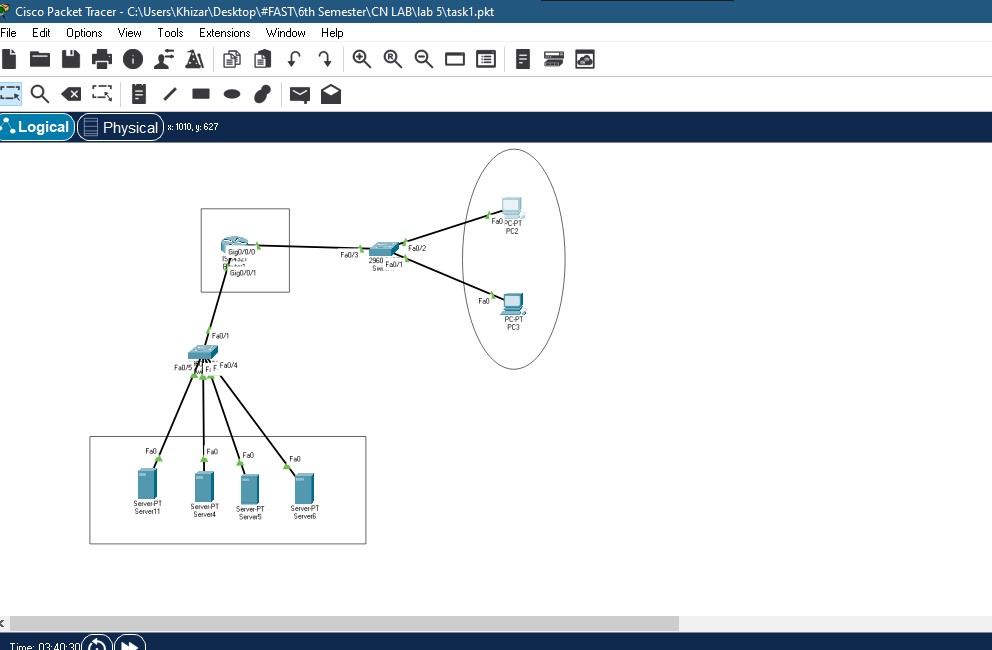 Cisco Packet Tracer - C:\Users\Khizar\Desktop\#FAST\6th Semester\CN LAB\lab 5\task1.pkt
File Edit Options View Tools Extensions Window Help
Logical Physical x: 1010, y: 627
Fa0 PC-PT
PC2
Gig0/0/0
Gig0/0/1
Fa0/3
2960
Fa0/2
Fa0/1
Fa0
PC-PT
PC3
Fa0/1
Fa0/5
Fa0/4
Fa0
Fa0
Fa0
Fa0
Server-PT
Server11
Server-PT
Server4
Server-PT
Server5
Server-PT
Server6
Time: 03:40:30